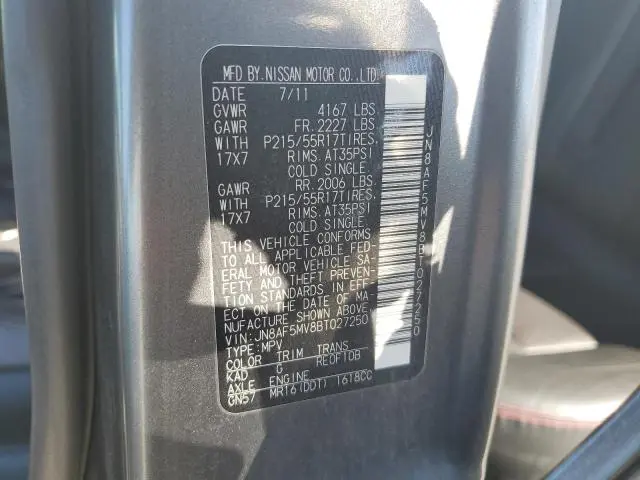 MFD BY.NISSAN MOTOR CO.,LTD.
DATE 7/11
GVWR 4167 LBS
GAWR FR.2227 LBS
WITH P215/55R17TIRES,
17X7 RIMS,AT35PSI
COLD SINGLE
GAWR RR.2006 LBS
WITH P215/55R17TIRES,
17X7 RIMS,AT35PSI
COLD SINGLE
THIS VEHICLE CONFORMS
TO ALL APPLICABLE FED-
ERAL MOTOR VEHICLE SA-
FETY AND THEFT PREVEN-
TION STANDARDS IN EFF-
ECT ON THE DATE OF MA-
NUFACTURE SHOWN ABOVE.
VIN:JN8AF5MV8BT027250
TYPE:MPV
COLOR TRIM TRANS
KAD G RE0F10B
AXLE ENGINE
GN57 MR16(DDT) 1618CC
JN8AF5MV8BT027250